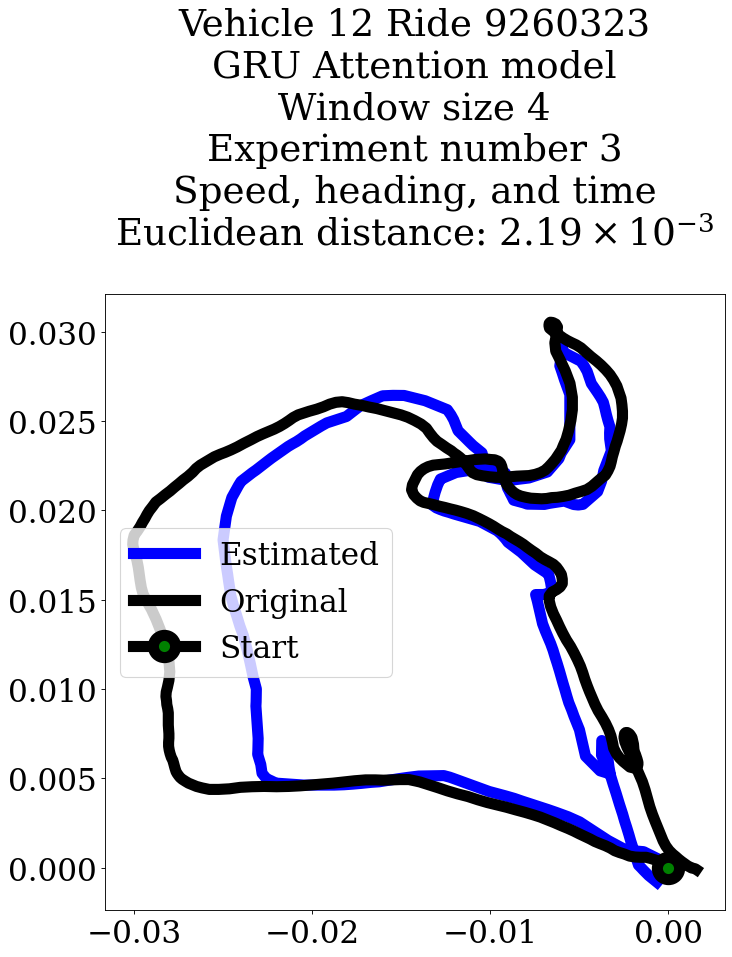 Vehicle 12 Ride 9260323
GRU Attention model
Window size 4
Experiment number 3
Speed, heading, and time
Euclidean distance: 2.19 × 10⁻³
0.030
0.025
0.020
0.015
0.010
0.005
0.000
Estimated
Original
Start
−0.03 −0.02 −0.01 0.00